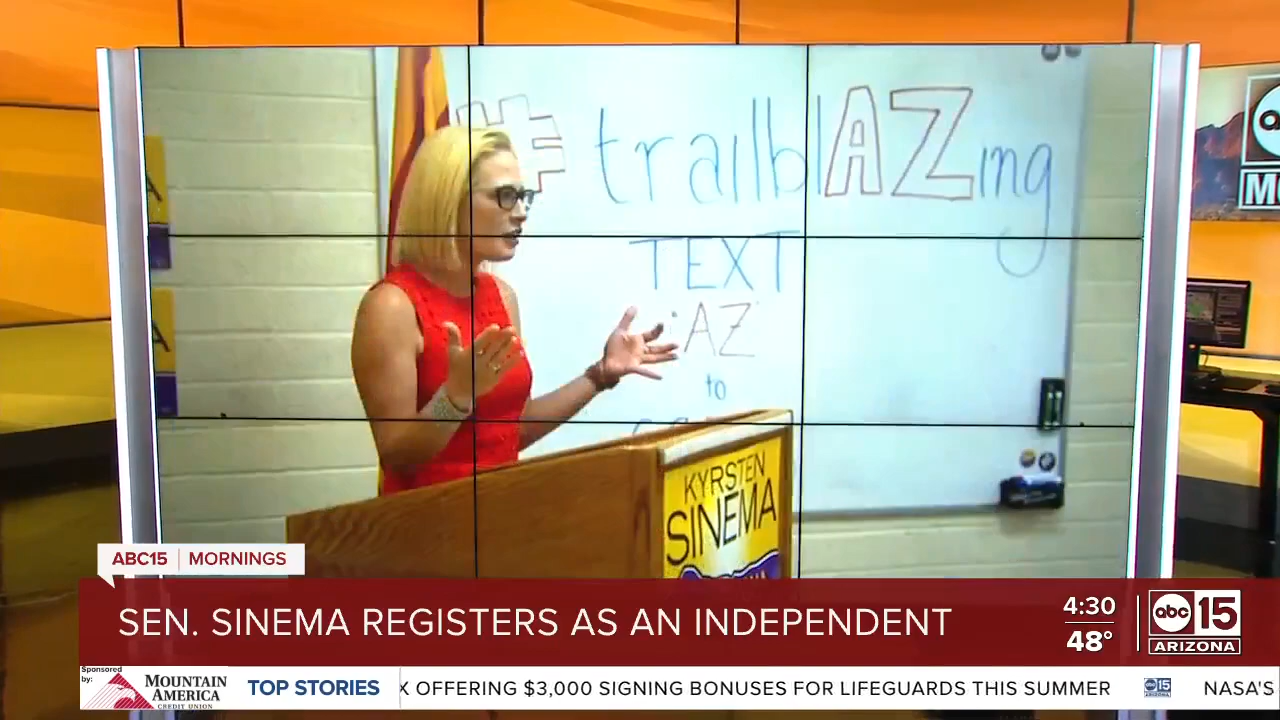 # trailblAZing
TEXT
AZ
to
KYRSTEN
SINEMA
ABC15 | MORNINGS
SEN. SINEMA REGISTERS AS AN INDEPENDENT
4:30
48°
abc 15
ARIZONA
Sponsored
by:
MOUNTAIN
AMERICA
CREDIT UNION
TOP STORIES
X OFFERING $3,000 SIGNING BONUSES FOR LIFEGUARDS THIS SUMMER
abc 15
NASA'S